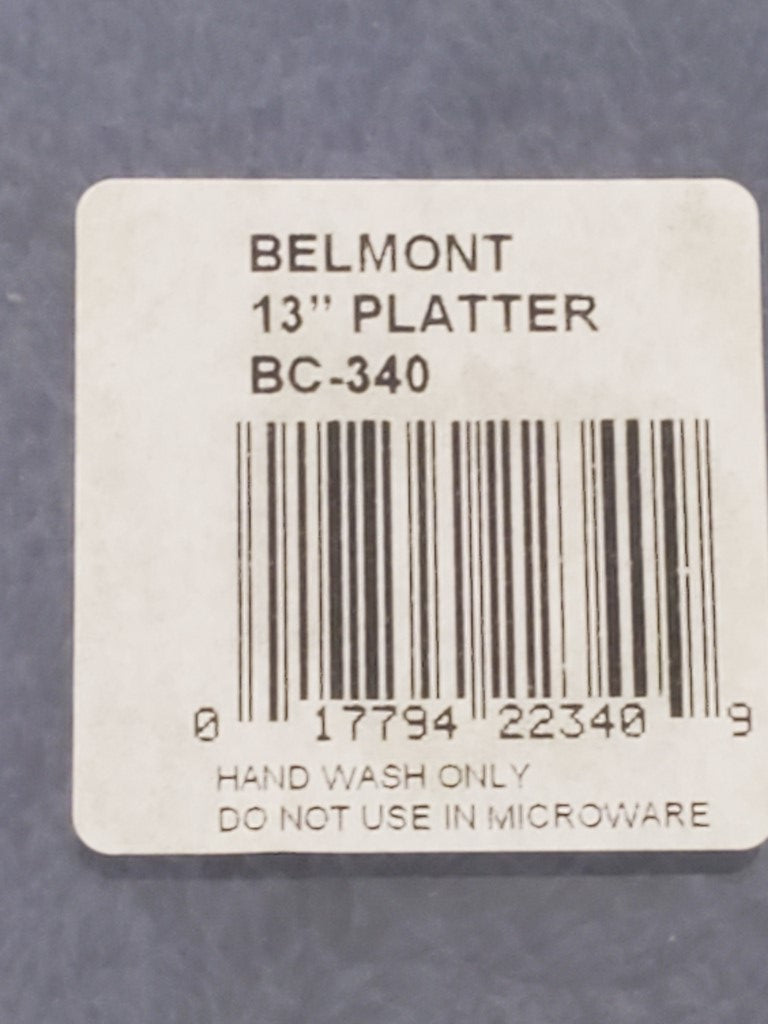 BELMONT
13” PLATTER
BC-340
0 17794 22340 9
HAND WASH ONLY
DO NOT USE IN MICROWARE